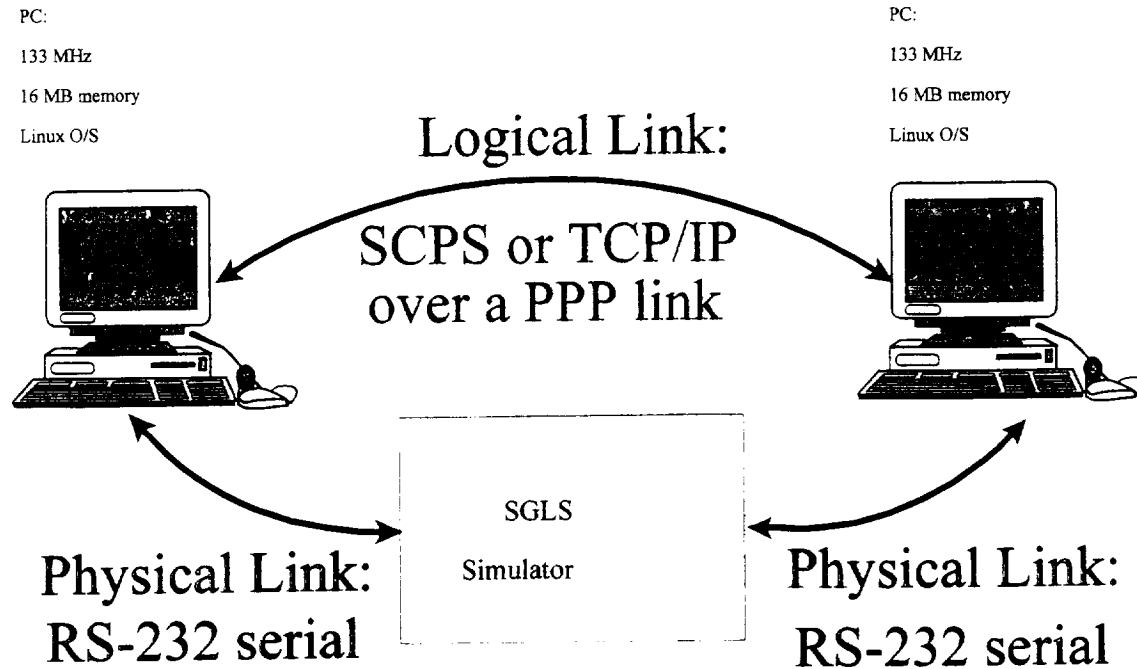 PC:
133 MHz
16 MB memory
Linux O/S
PC:
133 MHz
16 MB memory
Linux O/S
Logical Link:
SCPS or TCP/IP
over a PPP link
SGLS
Simulator
Physical Link:
RS-232 serial
Physical Link:
RS-232 serial